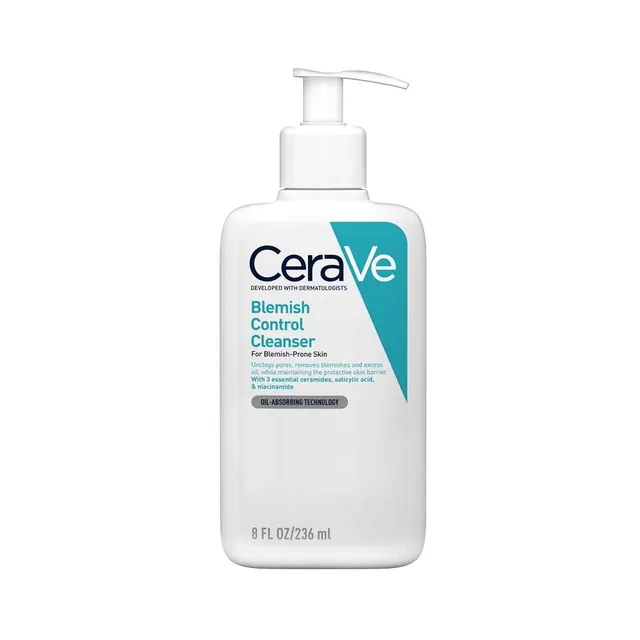 CeraVe
DEVELOPED WITH DERMATOLOGISTS
Blemish
Control
Cleanser
For Blemish-Prone Skin
Unclogs pores, removes blemishes and excess
oil, while maintaining the protective skin barrier
With 3 essential ceramides, salicylic acid,
& niacinamide
OIL-ABSORBING TECHNOLOGY
8 FL OZ/236 ml